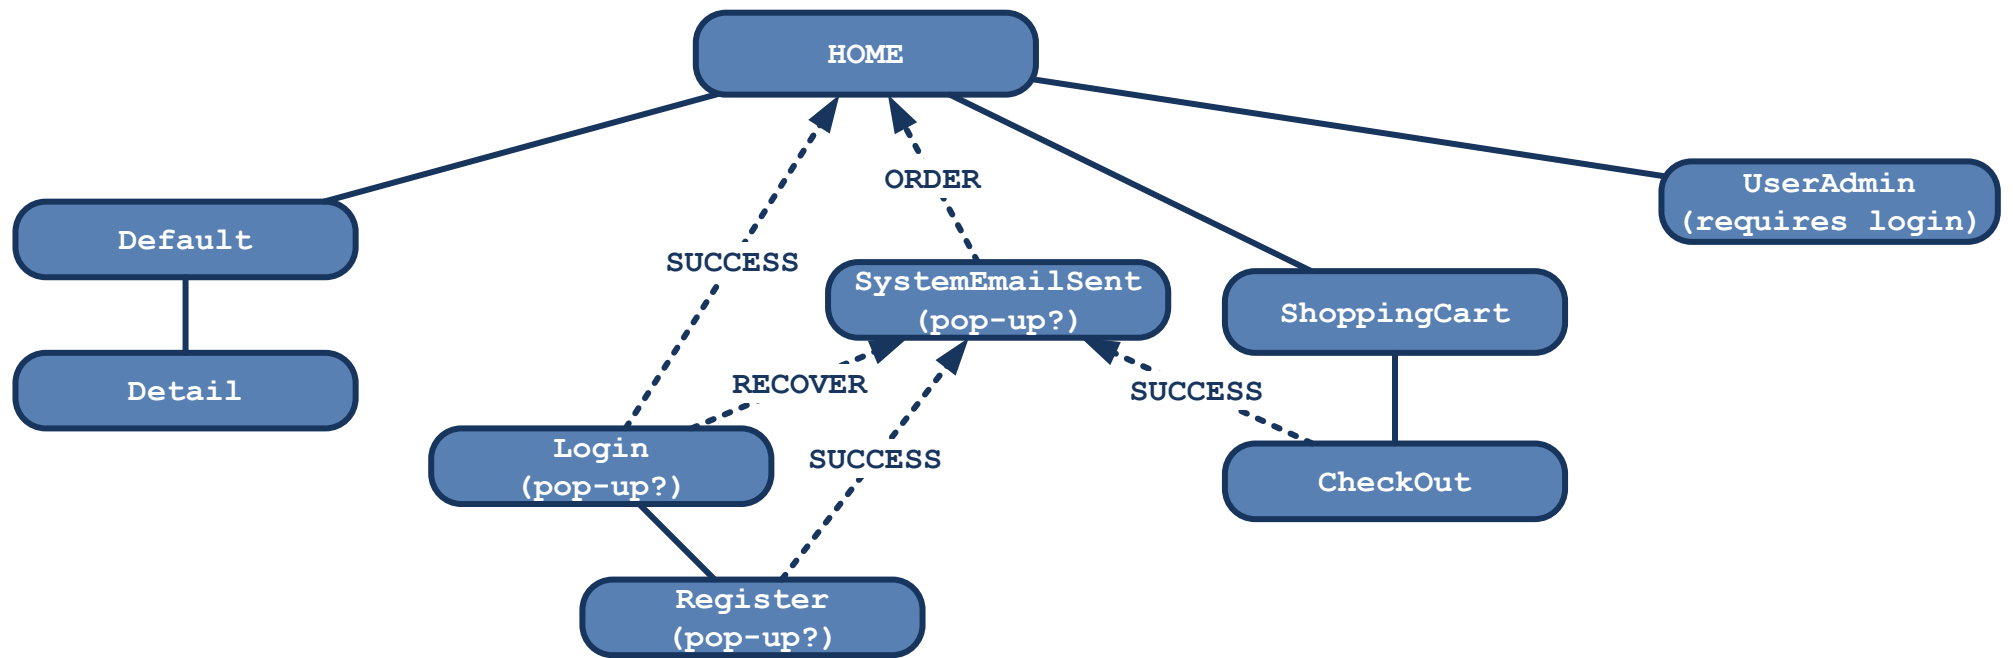 HOME
ORDER
UserAdmin
(requires login)
Default
SUCCESS
SystemEmailSent
(pop-up?)
ShoppingCart
Detail
RECOVER
SUCCESS
Login
(pop-up?)
SUCCESS
CheckOut
Register
(pop-up?)